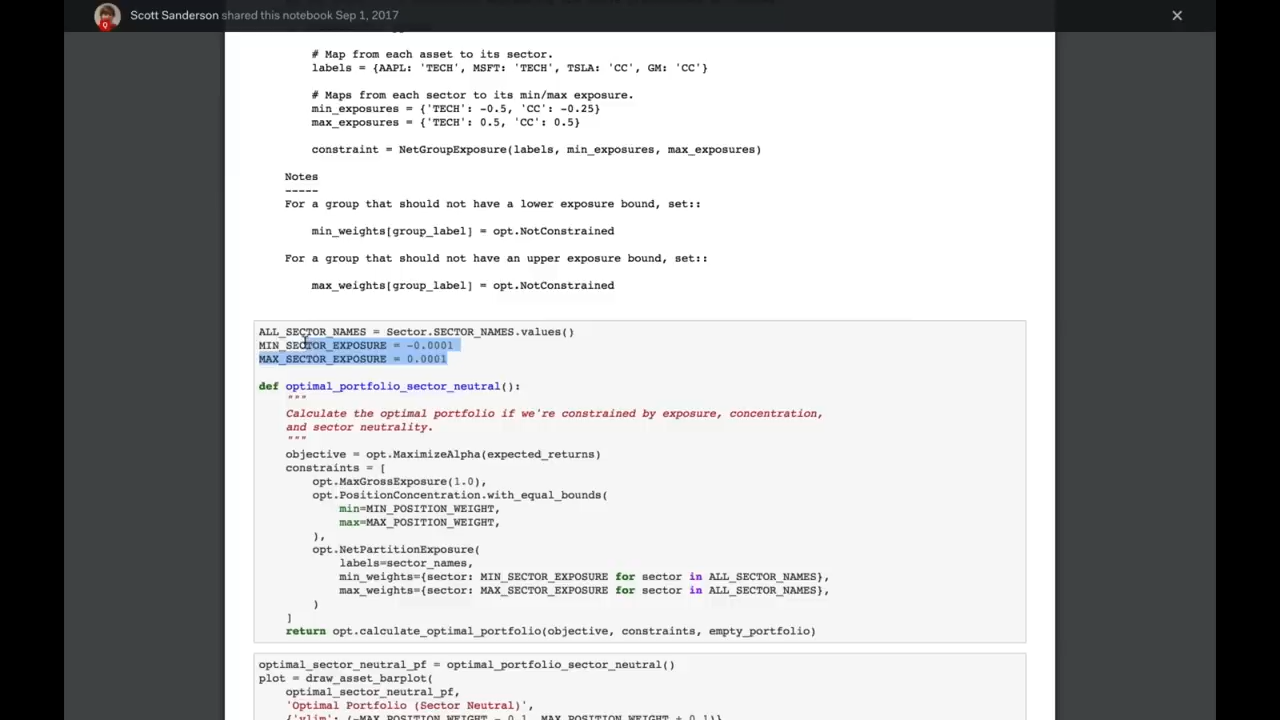 Scott Sanderson shared this notebook Sep 1, 2017
# Map from each asset to its sector.
labels = {AAPL: 'TECH', MSFT: 'TECH', TSLA: 'CC', GM: 'CC'}
# Maps from each sector to its min/max exposure.
min_exposures = {'TECH': -0.5, 'CC': -0.25}
max_exposures = {'TECH': 0.5, 'CC': 0.5}
constraint = NetGroupExposure(labels, min_exposures, max_exposures)
Notes
-----
For a group that should not have a lower exposure bound, set::
min_weights[group_label] = opt.NotConstrained
For a group that should not have an upper exposure bound, set::
max_weights[group_label] = opt.NotConstrained
ALL_SECTOR_NAMES = Sector.SECTOR_NAMES.values()
MIN_SECTOR_EXPOSURE = -0.0001
MAX_SECTOR_EXPOSURE = 0.0001
def optimal_portfolio_sector_neutral():
"""
Calculate the optimal portfolio if we're constrained by exposure, concentration,
and sector neutrality.
"""
objective = opt.MaximizeAlpha(expected_returns)
constraints = [
opt.MaxGrossExposure(1.0),
opt.PositionConcentration.with_equal_bounds(
min=MIN_POSITION_WEIGHT,
max=MAX_POSITION_WEIGHT,
),
opt.NetPartitionExposure(
labels=sector_names,
min_weights={sector: MIN_SECTOR_EXPOSURE for sector in ALL_SECTOR_NAMES},
max_weights={sector: MAX_SECTOR_EXPOSURE for sector in ALL_SECTOR_NAMES},
)
]
return opt.calculate_optimal_portfolio(objective, constraints, empty_portfolio)
optimal_sector_neutral_pf = optimal_portfolio_sector_neutral()
plot = draw_asset_barplot(
optimal_sector_neutral_pf,
'Optimal Portfolio (Sector Neutral)',
{'ylim': (-MAX_POSITION_WEIGHT - 0.1, MAX_POSITION_WEIGHT + 0.1)}